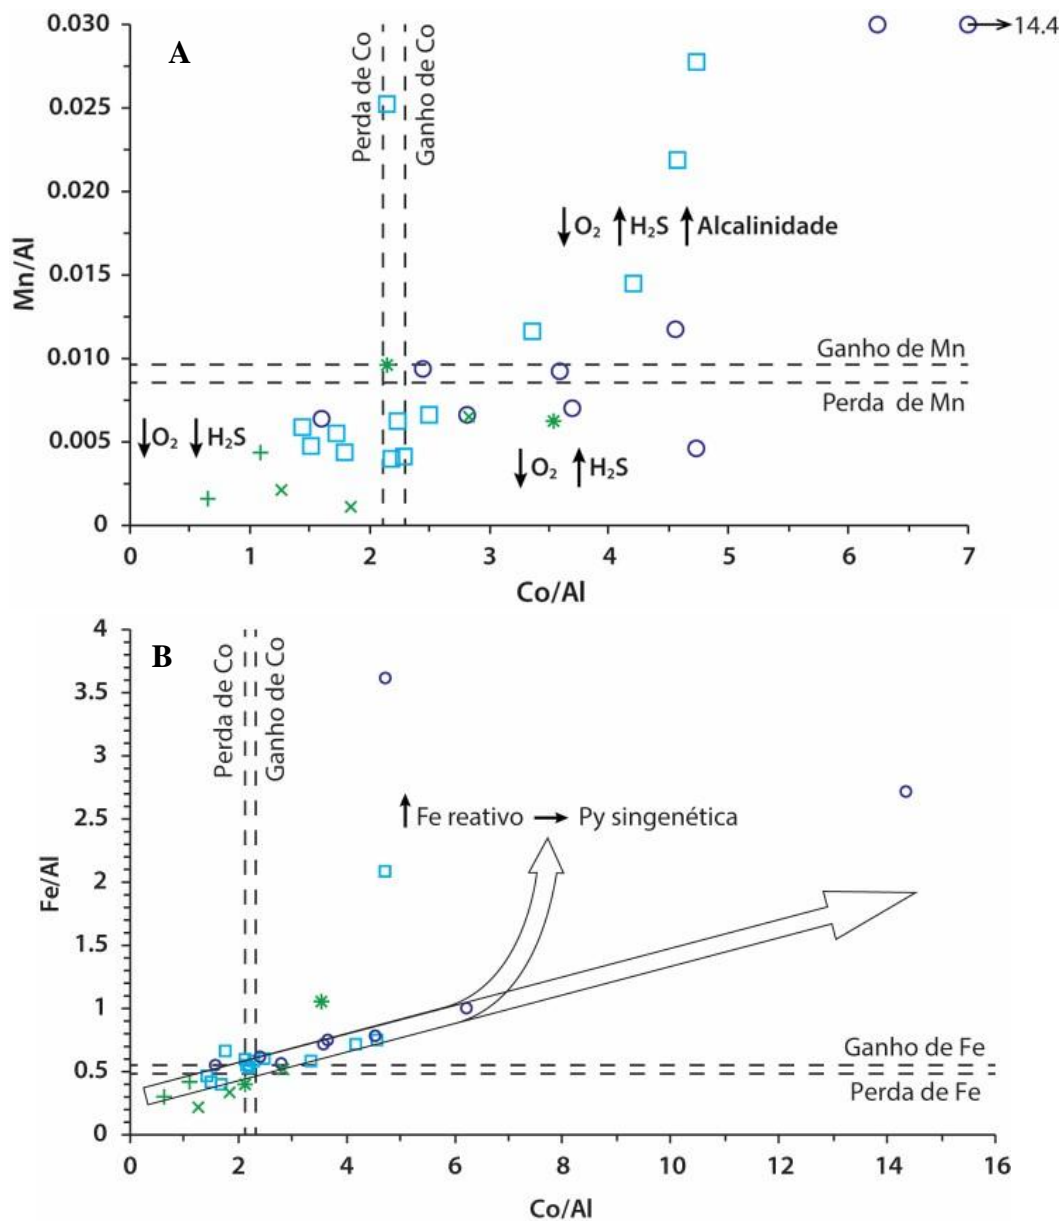 A
0.030
0.025
0.020
0.015
0.010
0.005
0
Mn/Al
Perda de Co
Ganho de Co
14.4
↓O₂ ↑H₂S ↑Alcalinidade
Ganho de Mn
Perda de Mn
↓O₂ ↓H₂S
↓O₂ ↑H₂S
0 1 2 3 4 5 6 7
Co/Al
B
4
3.5
3
2.5
2
1.5
1
0.5
0
Fe/Al
Perda de Co
Ganho de Co
↑Fe reativo → Py singenética
Ganho de Fe
Perda de Fe
0 2 4 6 8 10 12 14 16
Co/Al